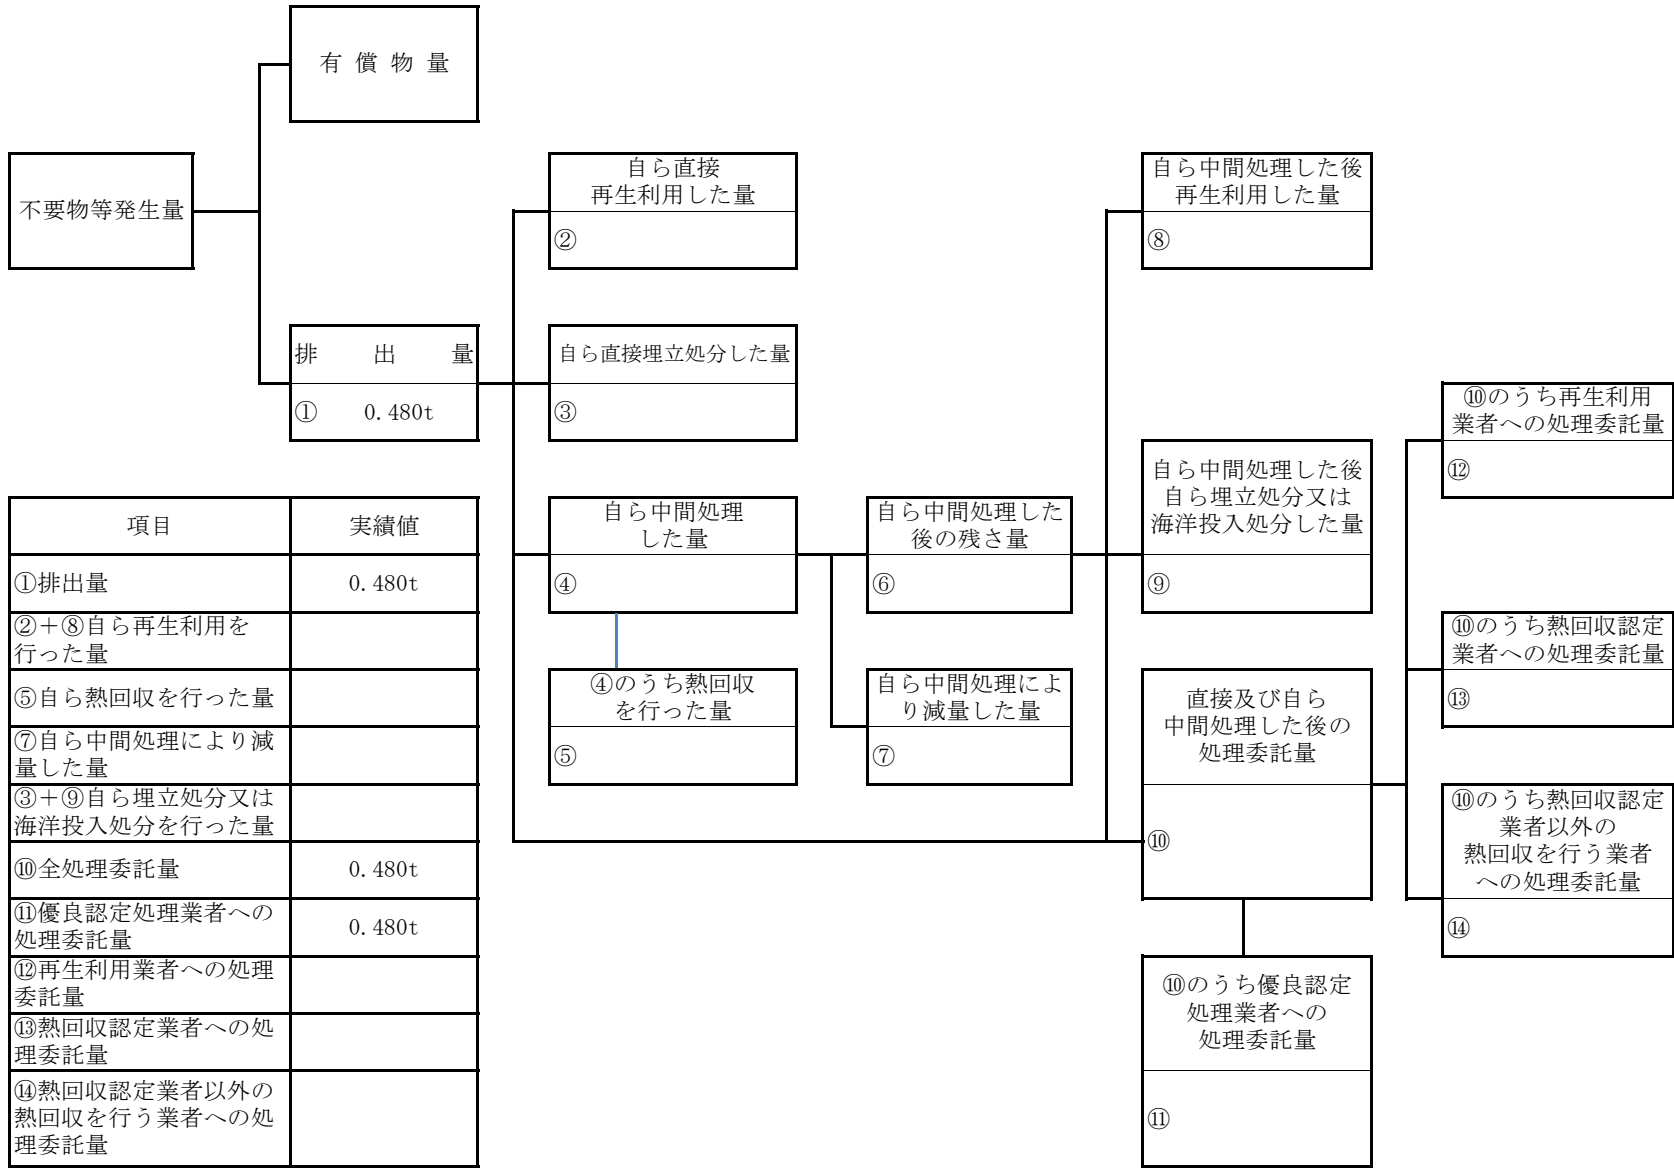 有償物量
不要物等発生量
排出量
① 0.480t
自ら直接
再生利用した量
②
自ら直接埋立処分した量
③
自ら中間処理
した量
④
④のうち熱回収
を行った量
⑤
自ら中間処理した
後の残さ量
⑥
自ら中間処理によ
り減量した量
⑦
自ら中間処理した後
再生利用した量
⑧
自ら中間処理した後
自ら埋立処分又は
海洋投入処分した量
⑨
直接及び自ら
中間処理した後の
処理委託量
⑩
⑩のうち優良認定
処理業者への
処理委託量
⑪
⑩のうち再生利用
業者への処理委託量
⑫
⑩のうち熱回収認定
業者への処理委託量
⑬
⑩のうち熱回収認定
業者以外の
熱回収を行う業者
への処理委託量
⑭
項目 実績値
①排出量 0.480t
②＋⑧自ら再生利用を
行った量
⑤自ら熱回収を行った量
⑦自ら中間処理により減
量した量
③＋⑨自ら埋立処分又は
海洋投入処分を行った量
⑩全処理委託量 0.480t
⑪優良認定処理業者への
処理委託量 0.480t
⑫再生利用業者への処理
委託量
⑬熱回収認定業者への処
理委託量
⑭熱回収認定業者以外の
熱回収を行う業者への処
理委託量